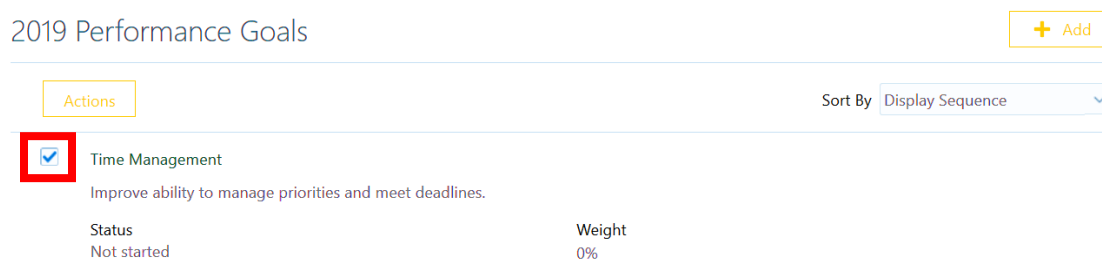 2019 Performance Goals
Add
Actions
Sort By Display Sequence
Time Management
Improve ability to manage priorities and meet deadlines.
Status Weight
Not started 0%